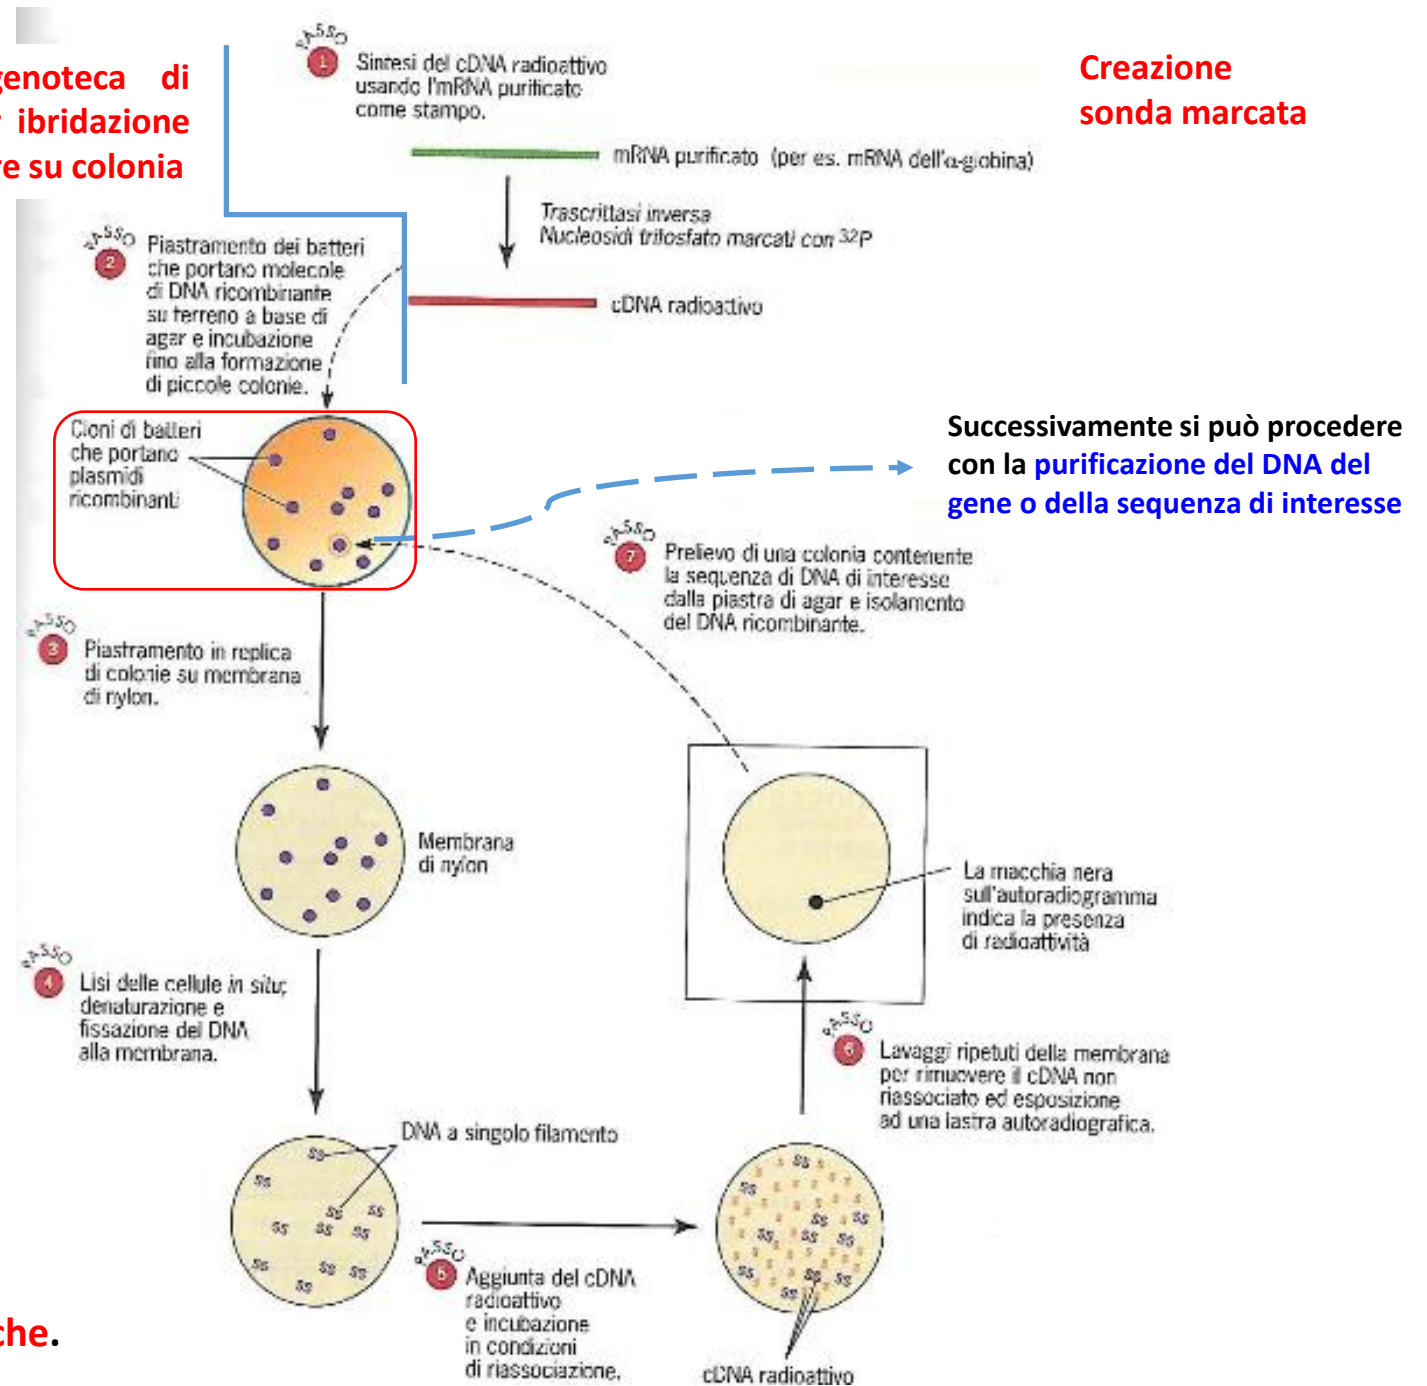 genoteca di
ibridazione
su colonia
PASSO
1
Sintesi del cDNA radioattivo
usando l'mRNA purificato
come stampo.
Creazione
sonda marcata
mRNA purificato (per es. mRNA dell'α-globina)
Trascrittasi inversa
Nucleosidi trifosfato marcati con ³²P
cDNA radioattivo
PASSO
2
Piastramento dei batteri
che portano molecole
di DNA ricombinante
su terreno a base di
agar e incubazione
fino alla formazione
di piccole colonie.
Cloni di batteri
che portano
plasmidi
ricombinanti
Successivamente si può procedere
con la purificazione del DNA del
gene o della sequenza di interesse
PASSO
7
Prelievo di una colonia contenente
la sequenza di DNA di interesse
dalla piastra di agar e isolamento
del DNA ricombinante.
PASSO
3
Piastramento in replica
di colonie su membrana
di nylon.
Membrana
di nylon
La macchia nera
sull'autoradiogramma
indica la presenza
di radioattività
PASSO
4
Lisi delle cellule in situ;
denaturazione e
fissazione del DNA
alla membrana.
PASSO
6
Lavaggi ripetuti della membrana
per rimuovere il cDNA non
riassociato ed esposizione
ad una lastra autoradiografica.
DNA a singolo filamento
PASSO
5
Aggiunta del cDNA
radioattivo
e incubazione
in condizioni
di riassociazione.
cDNA radioattivo